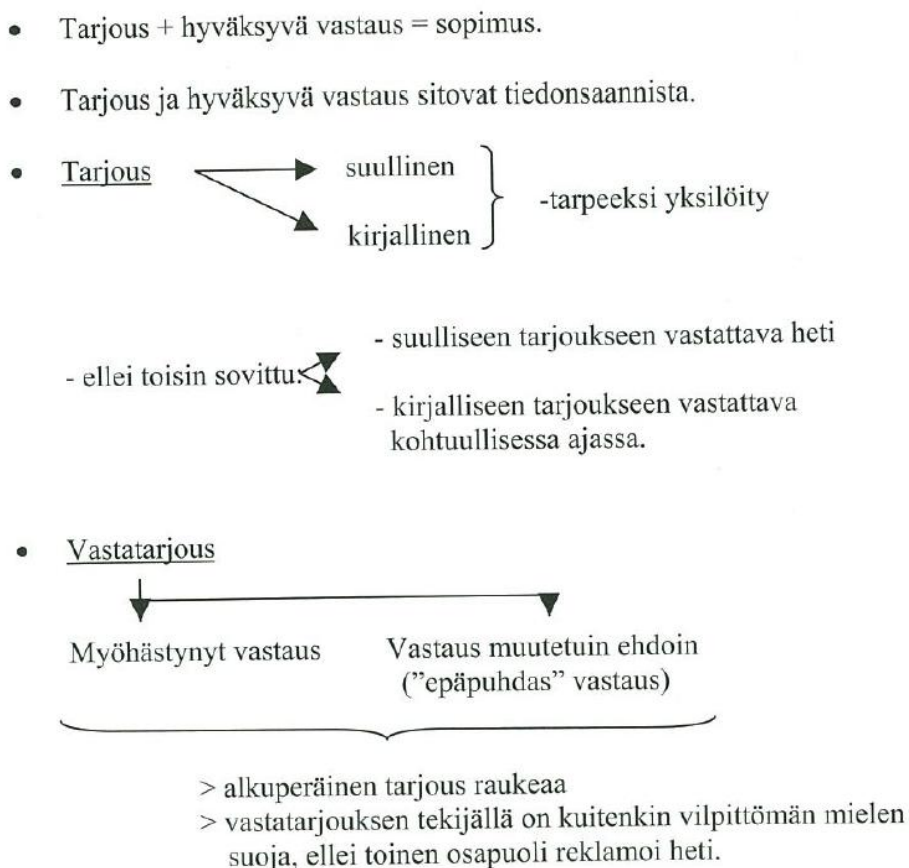 • Tarjous + hyväksyvä vastaus = sopimus.
• Tarjous ja hyväksyvä vastaus sitovat tiedonsaannista.
• Tarjous
suullinen
kirjallinen
-tarpeeksi yksilöity
- ellei toisin sovittu:
- suulliseen tarjoukseen vastattava heti
- kirjalliseen tarjoukseen vastattava
kohtuullisessa ajassa.
• Vastatarjous
Myöhästynyt vastaus
Vastaus muutetuin ehdoin
("epäpuhdas" vastaus)
> alkuperäinen tarjous raukeaa
> vastatarjouksen tekijällä on kuitenkin vilpittömän mielen
suoja, ellei toinen osapuoli reklamoi heti.